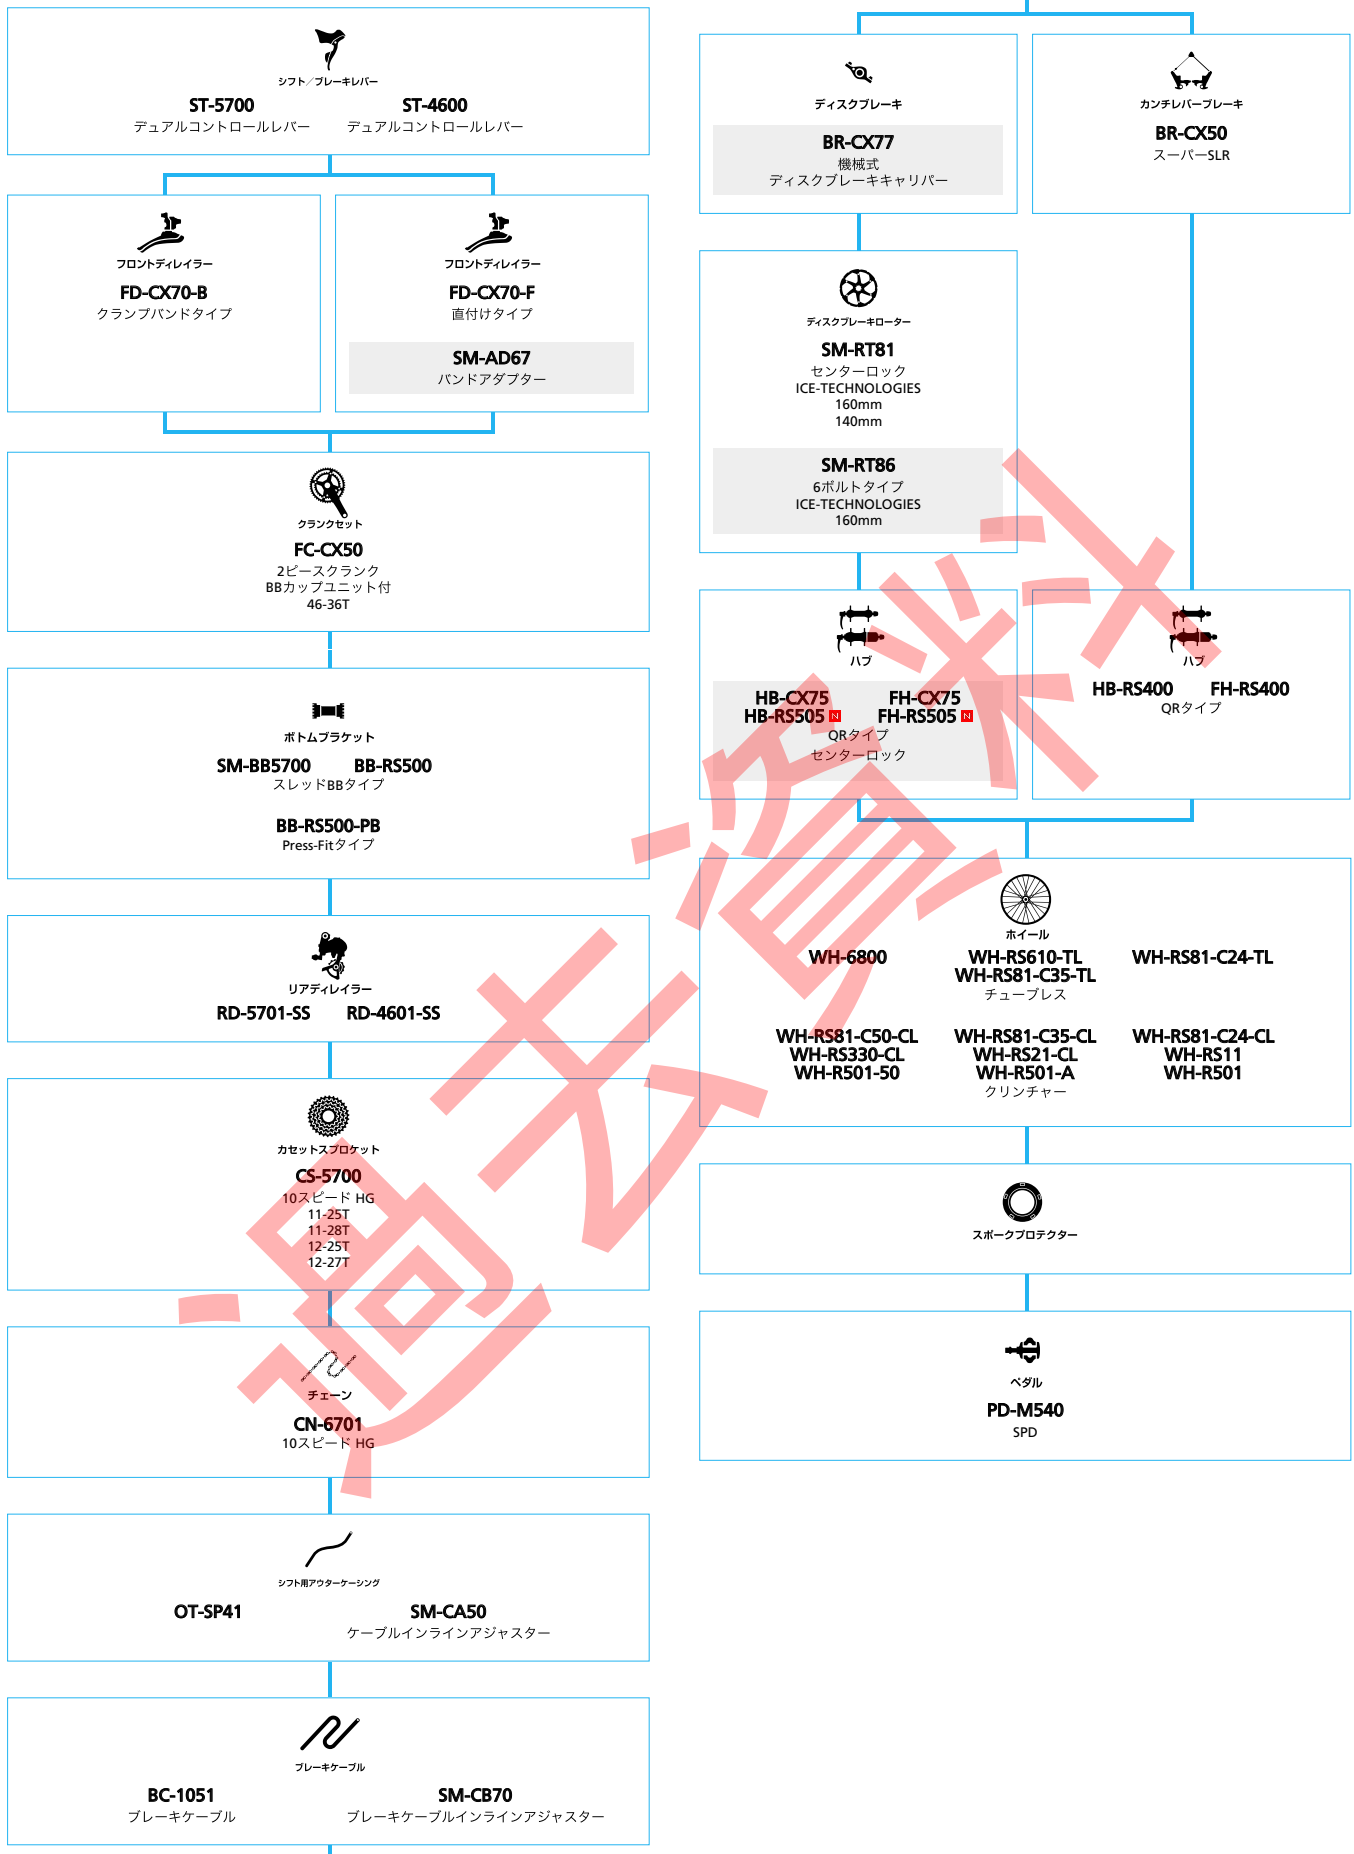 シフト／ブレーキレバー
ST-5700
デュアルコントロールレバー
ST-4600
デュアルコントロールレバー
フロントディレイラー
FD-CX70-B
クランプバンドタイプ
フロントディレイラー
FD-CX70-F
直付けタイプ
SM-AD67
バンドアダプター
クランクセット
FC-CX50
2ピースクランク
BBカップユニット付
46-36T
ボトムブラケット
SM-BB5700 BB-RS500
スレッドBBタイプ
BB-RS500-PB
Press-Fitタイプ
リアディレイラー
RD-5701-SS RD-4601-SS
カセットスプロケット
CS-5700
10スピード HG
11-25T
11-28T
12-25T
12-27T
チェーン
CN-6701
10スピード HG
シフト用アウターケーシング
OT-SP41
SM-CA50
ケーブルインラインアジャスター
ブレーキケーブル
BC-1051
ブレーキケーブル
SM-CB70
ブレーキケーブルインラインアジャスター
ディスクブレーキ
BR-CX77
機械式
ディスクブレーキキャリパー
カンチレバーブレーキ
BR-CX50
スーパーSLR
ディスクブレーキローター
SM-RT81
センターロック
ICE-TECHNOLOGIES
160mm
140mm
SM-RT86
6ボルトタイプ
ICE-TECHNOLOGIES
160mm
ハブ
HB-CX75 FH-CX75
HB-RS505 N FH-RS505 N
QRタイプ
センターロック
ハブ
HB-RS400 FH-RS400
QRタイプ
ホイール
WH-6800 WH-RS610-TL WH-RS81-C24-TL
WH-RS81-C35-TL
チューブレス
WH-RS81-C50-CL WH-RS81-C35-CL WH-RS81-C24-CL
WH-RS330-CL WH-RS21-CL WH-RS11
WH-R501-50 WH-R501-A WH-R501
クリンチャー
スポークプロテクター
ペダル
PD-M540
SPD
過去資料